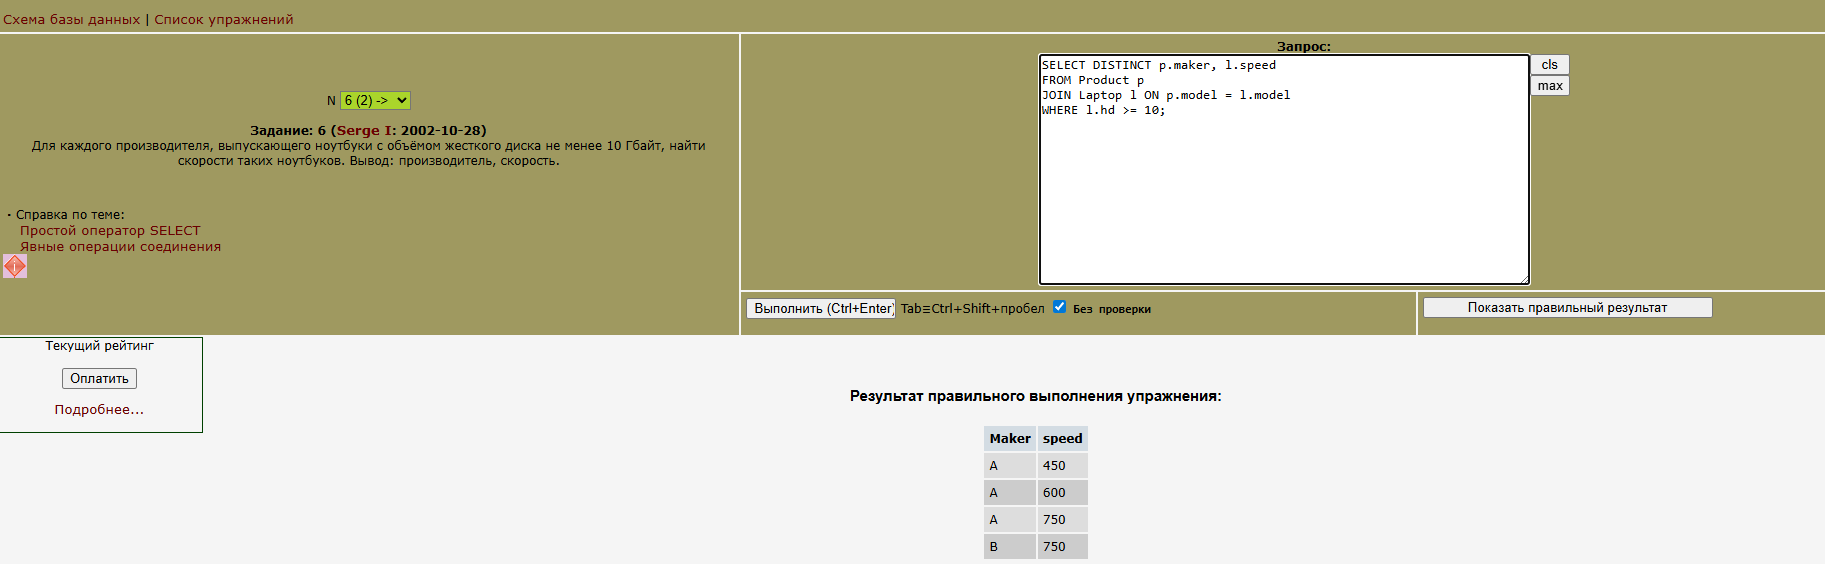 Схема базы данных | Список упражнений
N 6 (2) ->
Задание: 6 (Serge I: 2002-10-28)
Для каждого производителя, выпускающего ноутбуки c объёмом жесткого диска не менее 10 Гбайт, найти
скорости таких ноутбуков. Вывод: производитель, скорость.
· Справка по теме:
Простой оператор SELECT
Явные операции соединения
Запрос:
SELECT DISTINCT p.maker, l.speed
FROM Product p
JOIN Laptop l ON p.model = l.model
WHERE l.hd >= 10;
cls
max
Выполнить (Ctrl+Enter) Tab≡Ctrl+Shift+пробел Без проверки
Показать правильный результат
Текущий рейтинг
Оплатить
Подробнее...
Результат правильного выполнения упражнения:
Maker speed
A 450
A 600
A 750
B 750